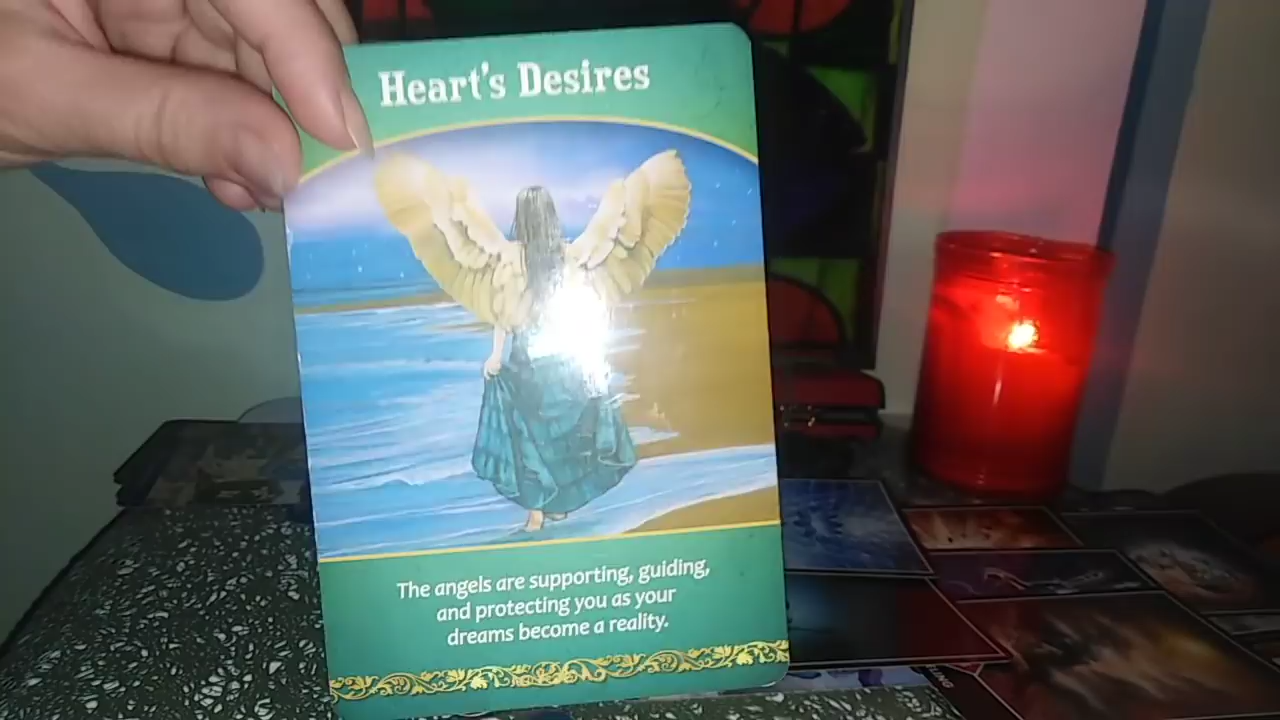 Heart's Desires
The angels are supporting, guiding,
and protecting you as your
dreams become a reality.